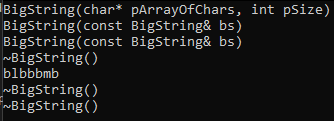 BigString(char* pArrayOfChars, int pSize)
BigString(const BigString& bs)
BigString(const BigString& bs)
~BigString()
blbbbmb
~BigString()
~BigString()